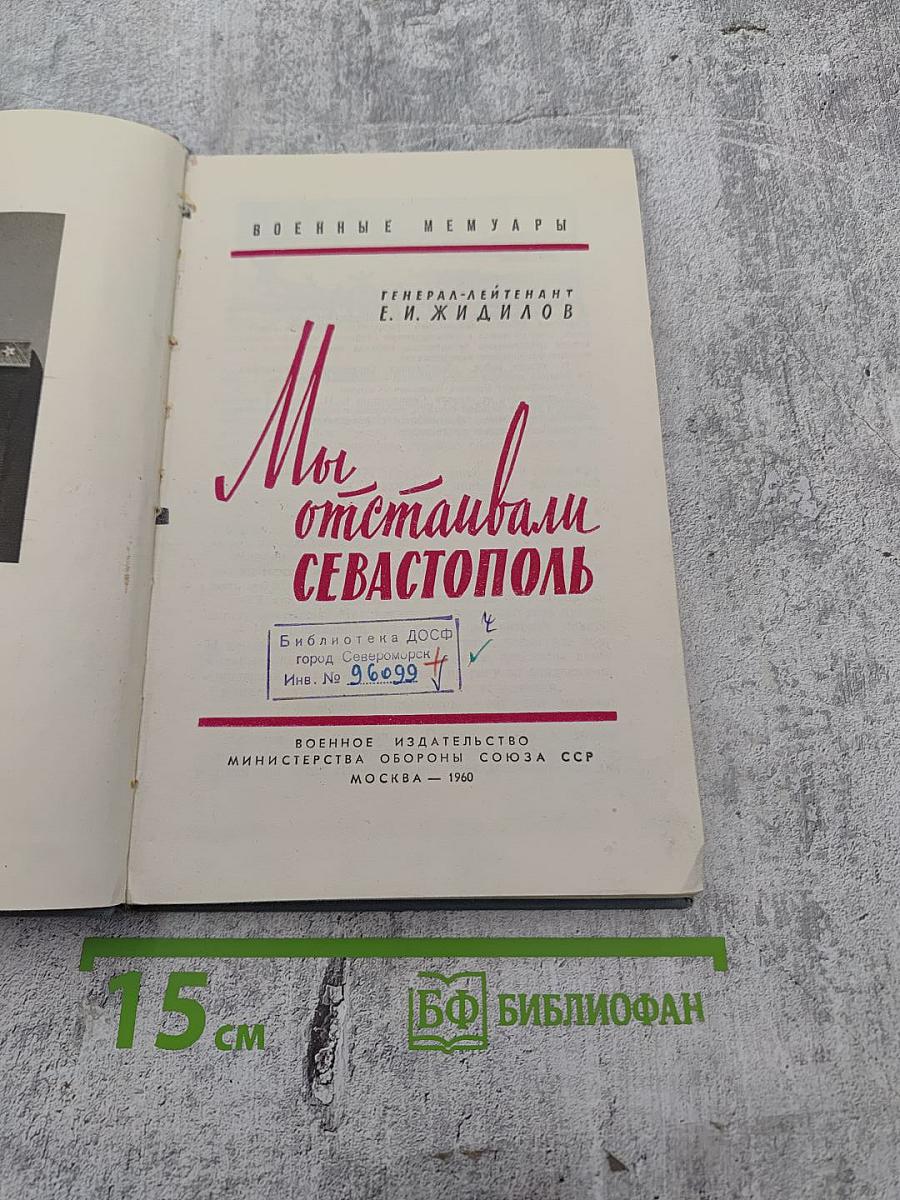 ВОЕННЫЕ МЕМУАРЫ
ГЕНЕРАЛ-ЛЕЙТЕНАНТ
Е. И. ЖИДИЛОВ
Мы
отстаивали
СЕВАСТОПОЛЬ
Библиотека ДОСФ
город Североморск
Инв. № 96099
ВОЕННОЕ ИЗДАТЕЛЬСТВО
МИНИСТЕРСТВА ОБОРОНЫ СОЮЗА ССР
МОСКВА — 1960
15 см
БФ БИБЛИОФАН